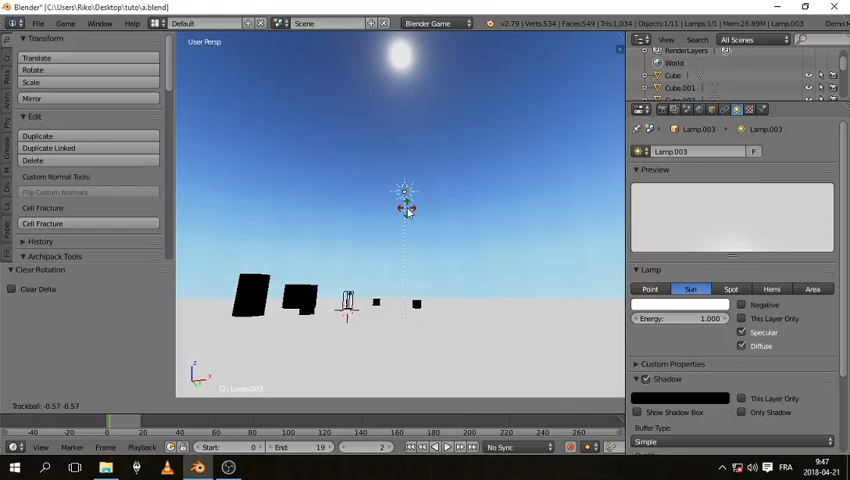 Blender* [C:\Users\Riko\Desktop\tuto\a.blend]
File Game Window Help Default Scene Blender Game v2.79 | Verts:534 | Faces:549 | Tris:1,034 | Objects:1/11 | Lamps:1/1 | Mem:26.89M | Lamp.003
Transform
Translate
Rotate
Scale
Mirror
Edit
Duplicate
Duplicate Linked
Delete
Custom Normal Tools:
Flip Custom Normals
Cell Fracture:
Cell Fracture
History
Archipack Tools
Clear Rotation
Clear Delta
User Persp
(2) Lamp.003
Trackball: -0.57 -0.57
View Search All Scenes
RenderLayers
World
Cube
Cube.001
Lamp.003 Lamp.003
Lamp.003 F
Preview
Lamp
Point Sun Spot Hemi Area
Negative
Energy: 1.000 This Layer Only
Specular
Diffuse
Custom Properties
Shadow
This Layer Only
Show Shadow Box Only Shadow
Buffer Type:
Simple
-40 -20 0 20 40 60 80 100 120 140 160 180 200 220 240 260
View Marker Frame Playback Start: 0 End: 19 2 No Sync
FRA 9:47
2018-04-21